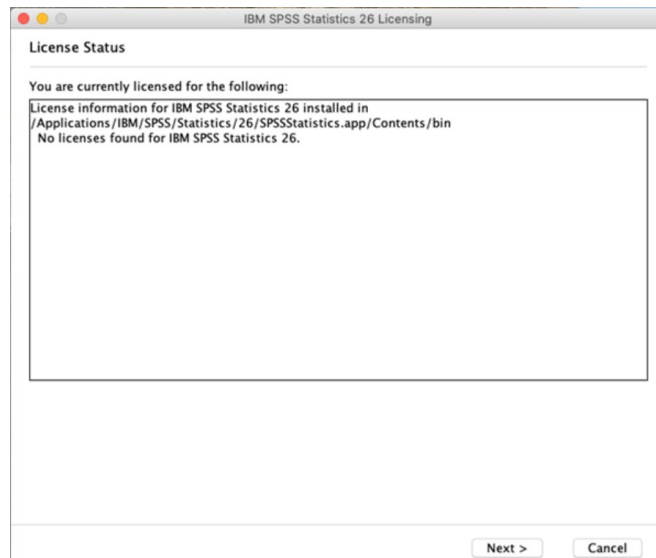 IBM SPSS Statistics 26 Licensing
License Status
You are currently licensed for the following:
License information for IBM SPSS Statistics 26 installed in
/Applications/IBM/SPSS/Statistics/26/SPSSStatistics.app/Contents/bin
No licenses found for IBM SPSS Statistics 26.
Next >
Cancel